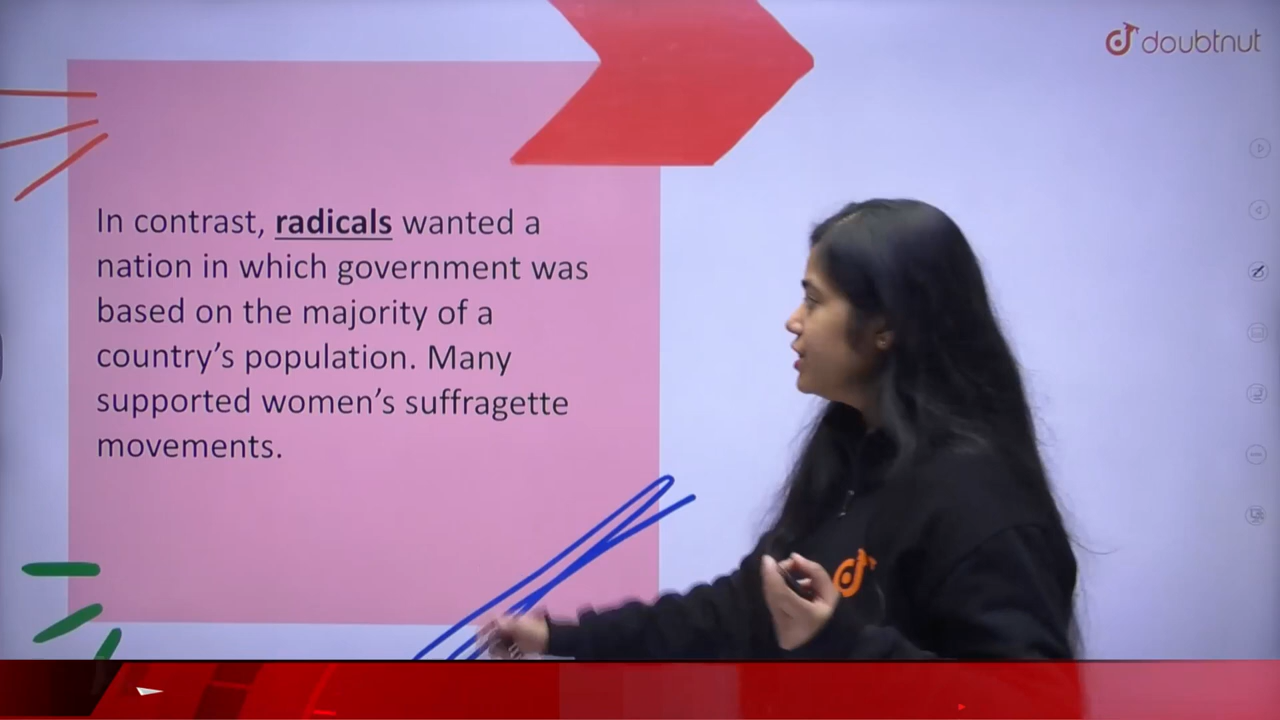 doubtnut
In contrast, radicals wanted a
nation in which government was
based on the majority of a
country's population. Many
supported women's suffragette
movements.